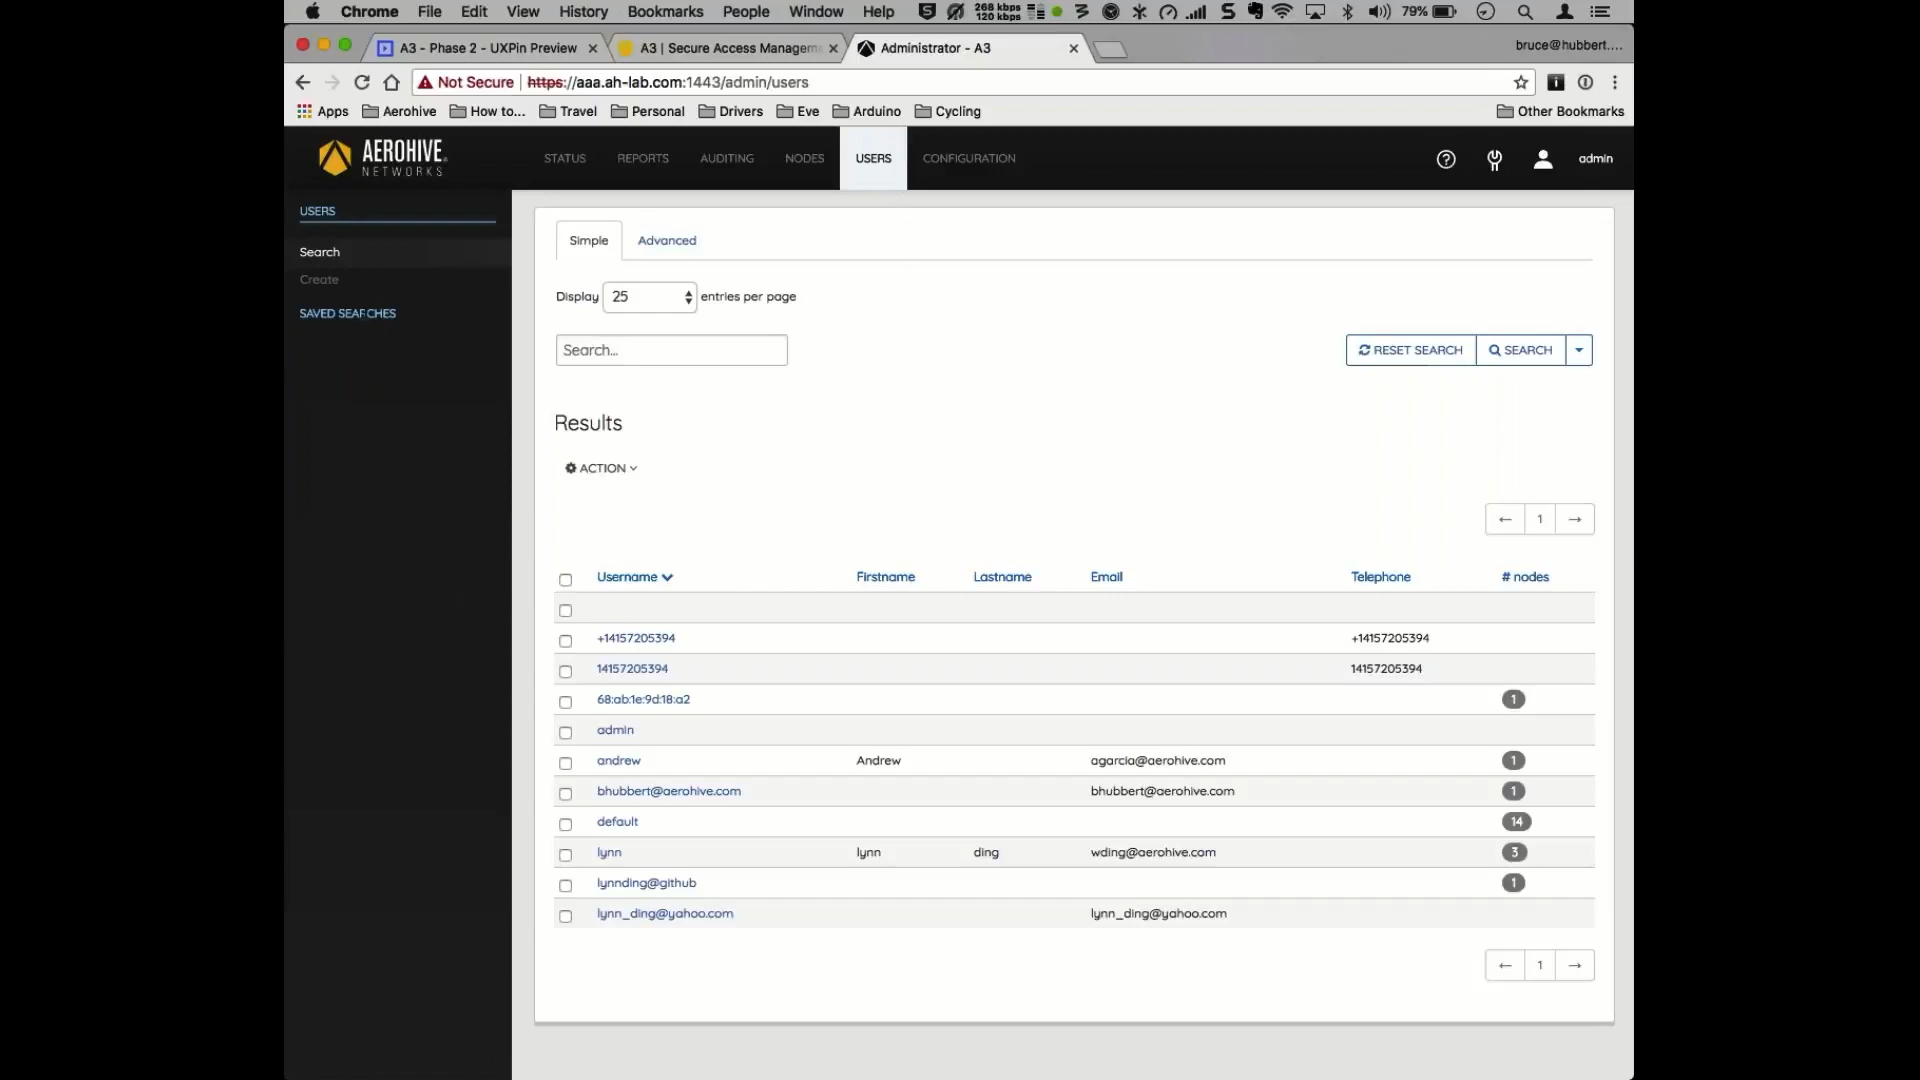 Chrome File Edit View History Bookmarks People Window Help 268 kbps 120 kbps 79%
A3 - Phase 2 - UXPin Preview A3 | Secure Access Managem Administrator - A3 bruce@hubbert....
Not Secure https://aaa.ah-lab.com:1443/admin/users
Apps Aerohive How to... Travel Personal Drivers Eve Arduino Cycling Other Bookmarks
AEROHIVE NETWORKS STATUS REPORTS AUDITING NODES USERS CONFIGURATION admin
USERS
Search
Create
SAVED SEARCHES
Simple Advanced
Display 25 entries per page
Search... RESET SEARCH SEARCH
Results
ACTION
← 1 →
Username Firstname Lastname Email Telephone # nodes
+14157205394 +14157205394
14157205394 14157205394
68:ab:1e:9d:18:a2 1
admin
andrew Andrew agarcia@aerohive.com 1
bhubbert@aerohive.com bhubbert@aerohive.com 1
default 14
lynn lynn ding wding@aerohive.com 3
lynnding@github 1
lynn_ding@yahoo.com lynn_ding@yahoo.com
← 1 →